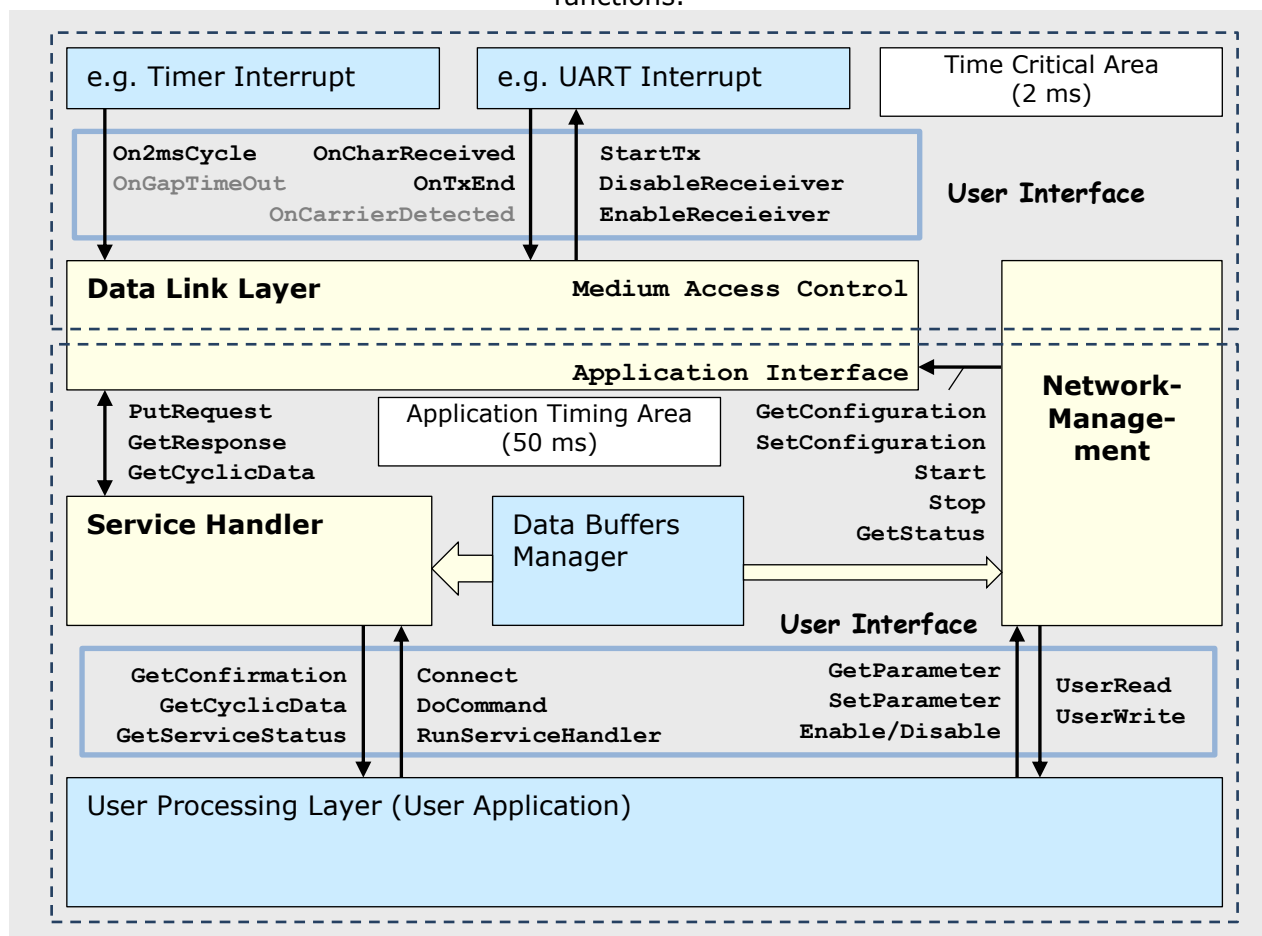 functions.
e.g. Timer Interrupt
e.g. UART Interrupt
Time Critical Area
(2 ms)
On2msCycle
OnGapTimeOut
OnCharReceived
OnTxEnd
OnCarrierDetected
StartTx
DisableReceieiver
EnableReceieiver
User Interface
Data Link Layer
Medium Access Control
Application Interface
PutRequest
GetResponse
GetCyclicData
Application Timing Area
(50 ms)
GetConfiguration
SetConfiguration
Start
Stop
GetStatus
Network-
Manage-
ment
Service Handler
Data Buffers
Manager
User Interface
GetConfirmation
GetCyclicData
GetServiceStatus
Connect
DoCommand
RunServiceHandler
GetParameter
SetParameter
Enable/Disable
UserRead
UserWrite
User Processing Layer (User Application)